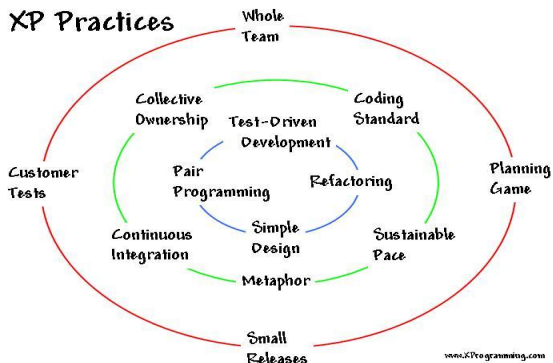 XP Practices
Whole
Team
Collective
Ownership
Coding
Standard
Test-Driven
Development
Customer
Tests
Pair
Programming
Refactoring
Planning
Game
Continuous
Integration
Simple
Design
Sustainable
Pace
Metaphor
Small
Releases
www.XProgramming.com